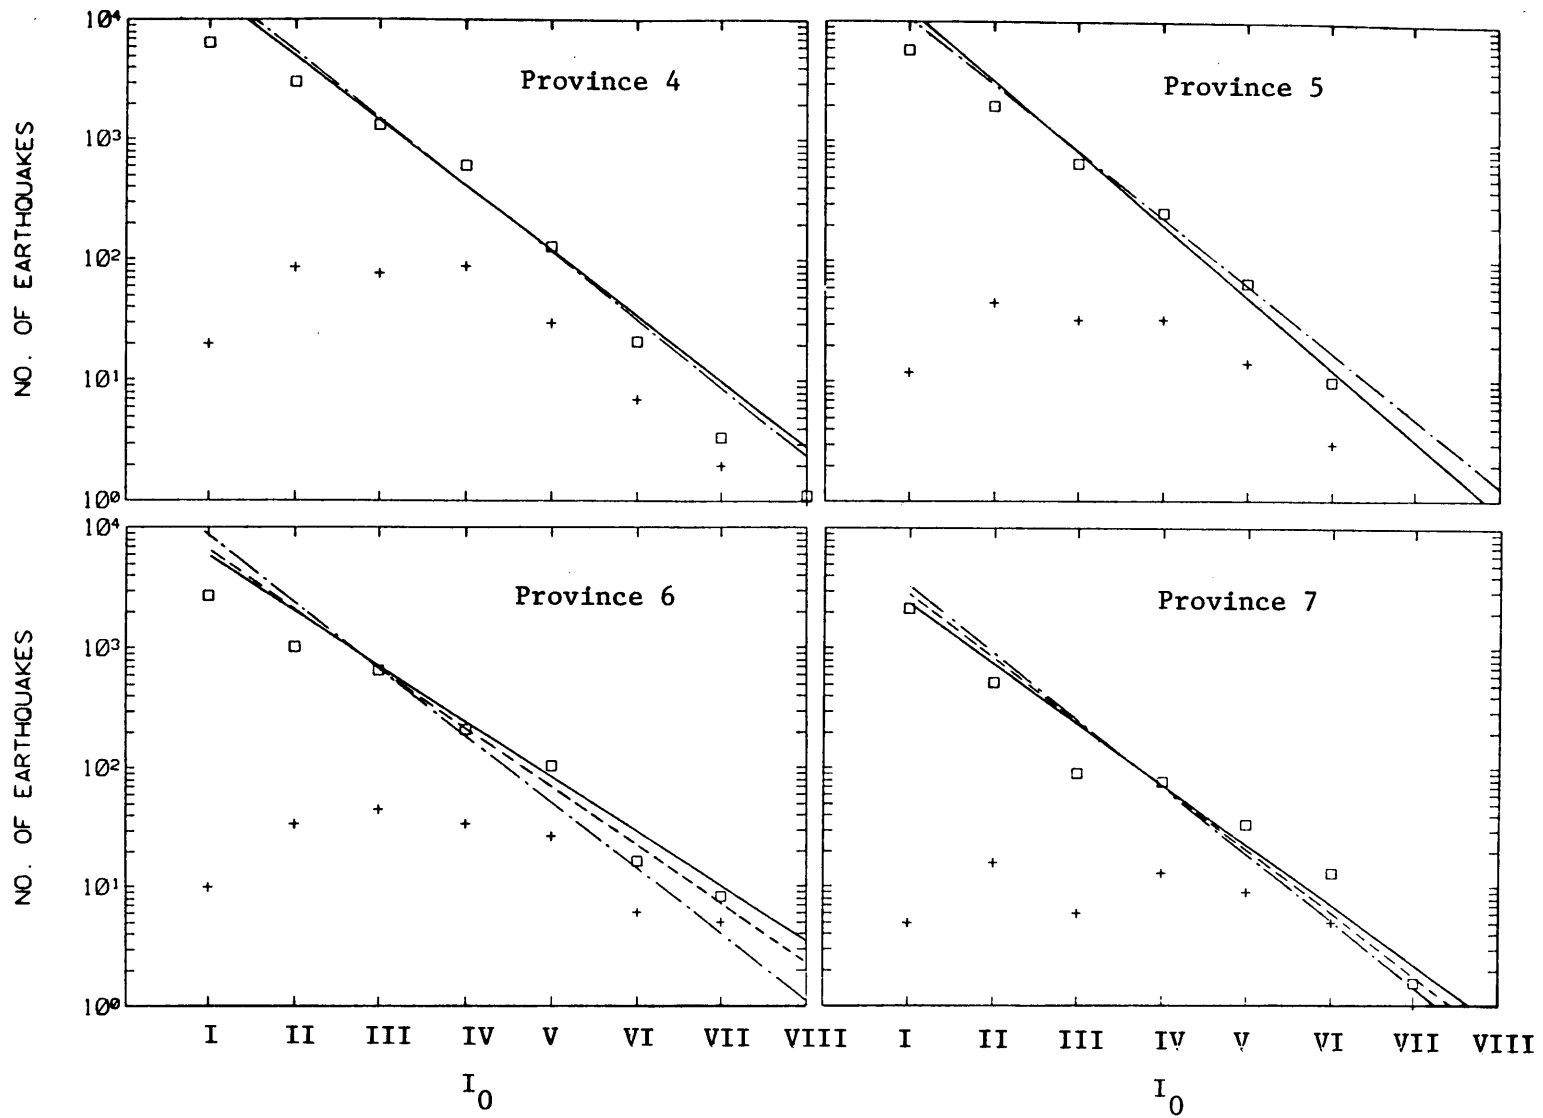 10⁴
Province 4
Province 5
10³
10²
10¹
10⁰
NO. OF EARTHQUAKES
10⁴
Province 6
Province 7
10³
10²
10¹
10⁰
NO. OF EARTHQUAKES
I II III IV V VI VII VIII I II III IV V VI VII VIII
I₀ I₀